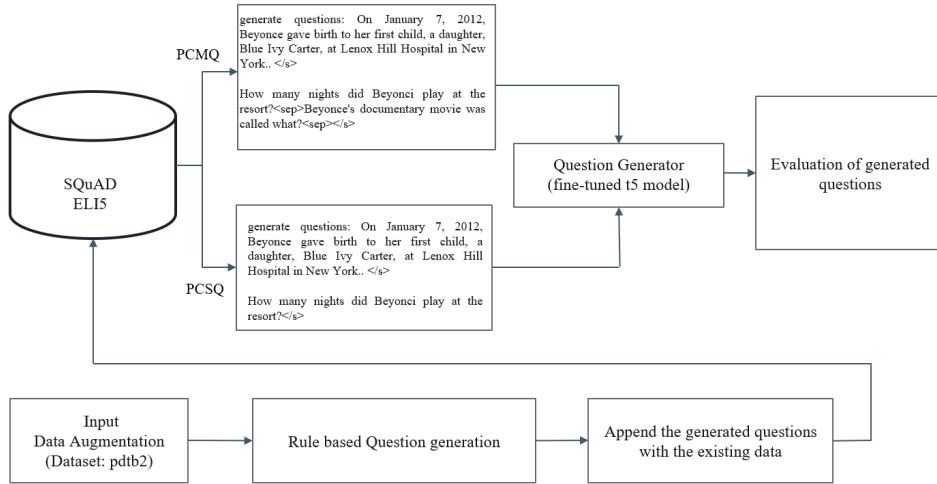 generate questions: On January 7, 2012,
Beyonce gave birth to her first child, a daughter,
Blue Ivy Carter, at Lenox Hill Hospital in New
York.. </s>
How many nights did Beyonci play at the
resort?<sep>Beyonce's documentary movie was
called what?<sep></s>
PCMQ
SQuAD
ELI5
Question Generator
(fine-tuned t5 model)
Evaluation of generated
questions
PCSQ
generate questions: On January 7, 2012,
Beyonce gave birth to her first child, a
daughter, Blue Ivy Carter, at Lenox Hill
Hospital in New York.. </s>
How many nights did Beyonci play at the
resort?</s>
Input
Data Augmentation
(Dataset: pdtb2)
Rule based Question generation
Append the generated questions
with the existing data